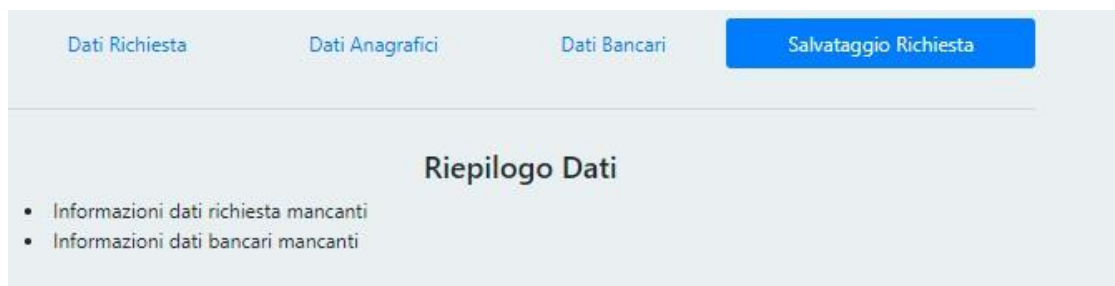 Dati Richiesta Dati Anagrafici Dati Bancari Salvataggio Richiesta
Riepilogo Dati
• Informazioni dati richiesta mancanti
• Informazioni dati bancari mancanti